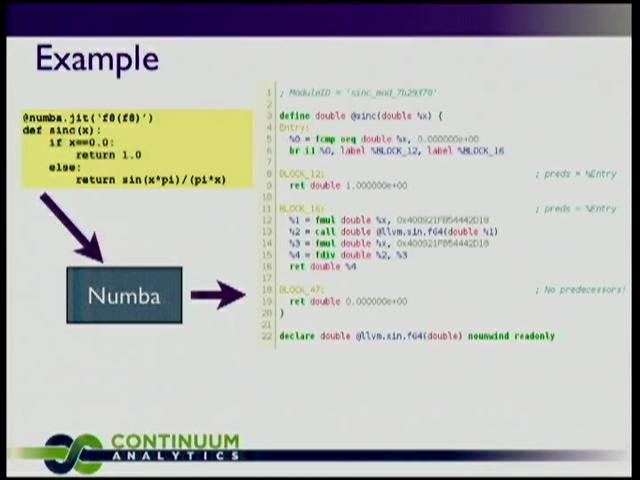 Example
@numba.jit('f8(f8)')
def sinc(x):
if x==0.0:
return 1.0
else:
return sin(x*pi)/(pi*x)
Numba
1 ; ModuleID = 'sinc_mod_7b29370'
2
3 define double @sinc(double %x) {
4 Entry:
5 %0 = fcmp oeq double %x, 0.000000e+00
6 br i1 %0, label %BLOCK_12, label %BLOCK_16
7
8 BLOCK_12: ; preds = %Entry
9 ret double 1.000000e+00
10
11 BLOCK_16: ; preds = %Entry
12 %1 = fmul double %x, 0x400921FB54442D18
13 %2 = call double @llvm.sin.f64(double %1)
14 %3 = fmul double %x, 0x400921FB54442D18
15 %4 = fdiv double %2, %3
16 ret double %4
17
18 BLOCK_47: ; No predecessors!
19 ret double 0.000000e+00
20 }
21
22 declare double @llvm.sin.f64(double) nounwind readonly
CONTINUUM
ANALYTICS